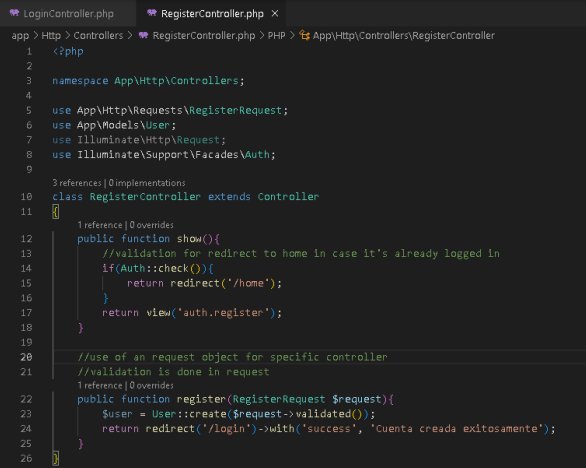 LoginController.php RegisterController.php ×
app > Http > Controllers > RegisterController.php > PHP > App\Http\Controllers\RegisterController
1 <?php
2
3 namespace App\Http\Controllers;
4
5 use App\Http\Requests\RegisterRequest;
6 use App\Models\User;
7 use Illuminate\Http\Request;
8 use Illuminate\Support\Facades\Auth;
9
3 references | 0 implementations
10 class RegisterController extends Controller
11 {
1 reference | 0 overrides
12 public function show(){
13 //validation for redirect to home in case it's already logged in
14 if(Auth::check()){
15 return redirect('/home');
16 }
17 return view('auth.register');
18 }
19
20 //use of an request object for specific controller
21 //validation is done in request
1 reference | 0 overrides
22 public function register(RegisterRequest $request){
23 $user = User::create($request->validated());
24 return redirect('/login')->with('success', 'Cuenta creada exitosamente');
25 }
26 }